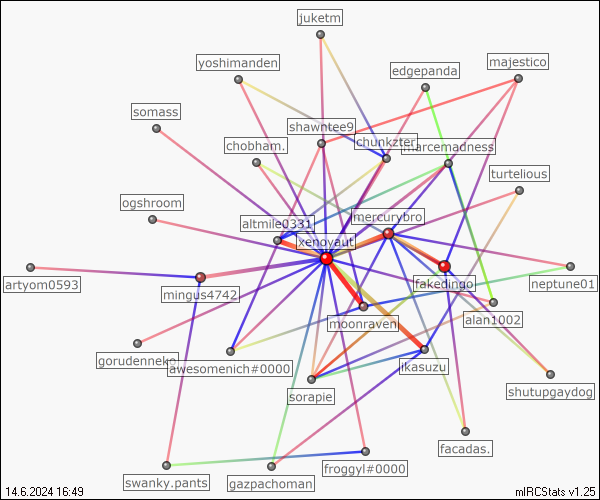 juketm
yoshimanden
majestico
edgepanda
somass
shawntee9
chunkzter
marcemadness
chobham.
turtelious
ogshroom
mercurybro
altmile0331
xenoyaut
artyom0593
mingus4742
fakedingo
neptune01
moonraven
alan1002
gorudenneko
awesomenich#0000
ikasuzu
sorapie
shutupgaydog
facadas.
froggyl#0000
swanky.pants
gazpachoman
14.6.2024 16:49
mIRCStats v1.25